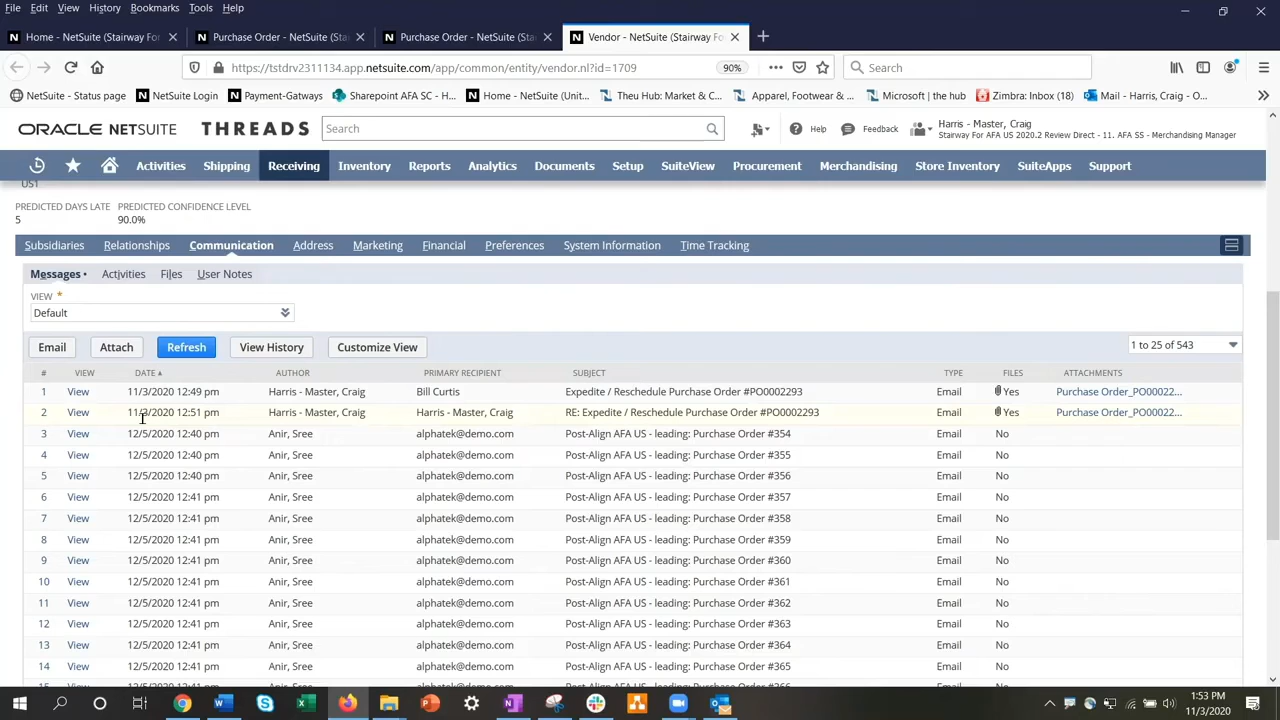 File Edit View History Bookmarks Tools Help
Home - NetSuite (Stairway For
Purchase Order - NetSuite (Sta
Purchase Order - NetSuite (Sta
Vendor - NetSuite (Stairway Fo
https://tstdrv2311134.app.netsuite.com/app/common/entity/vendor.nl?id=1709
90%
Search
NetSuite - Status page
NetSuite Login
Payment-Gatways
Sharepoint AFA SC - H...
Home - NetSuite (Unit...
Theu Hub: Market & C...
Apparel, Footwear & ...
Microsoft | the hub
Zimbra: Inbox (18)
Mail - Harris, Craig - O...
ORACLE NETSUITE THREADS
Search
Help
Feedback
Harris - Master, Craig
Stairway For AFA US 2020.2 Review Direct - 11. AFA SS - Merchandising Manager
Activities Shipping Receiving Inventory Reports Analytics Documents Setup SuiteView Procurement Merchandising Store Inventory SuiteApps Support
US1
PREDICTED DAYS LATE PREDICTED CONFIDENCE LEVEL
5 90.0%
Subsidiaries Relationships Communication Address Marketing Financial Preferences System Information Time Tracking
Messages • Activities Files User Notes
VIEW *
Default
Email Attach Refresh View History Customize View 1 to 25 of 543
# VIEW DATE ▲ AUTHOR PRIMARY RECIPIENT SUBJECT TYPE FILES ATTACHMENTS
1 View 11/3/2020 12:49 pm Harris - Master, Craig Bill Curtis Expedite / Reschedule Purchase Order #PO0002293 Email Yes Purchase Order_PO00022...
2 View 11/3/2020 12:51 pm Harris - Master, Craig Harris - Master, Craig RE: Expedite / Reschedule Purchase Order #PO0002293 Email Yes Purchase Order_PO00022...
3 View 12/5/2020 12:40 pm Anir, Sree alphatek@demo.com Post-Align AFA US - leading: Purchase Order #354 Email No
4 View 12/5/2020 12:40 pm Anir, Sree alphatek@demo.com Post-Align AFA US - leading: Purchase Order #355 Email No
5 View 12/5/2020 12:40 pm Anir, Sree alphatek@demo.com Post-Align AFA US - leading: Purchase Order #356 Email No
6 View 12/5/2020 12:41 pm Anir, Sree alphatek@demo.com Post-Align AFA US - leading: Purchase Order #357 Email No
7 View 12/5/2020 12:41 pm Anir, Sree alphatek@demo.com Post-Align AFA US - leading: Purchase Order #358 Email No
8 View 12/5/2020 12:41 pm Anir, Sree alphatek@demo.com Post-Align AFA US - leading: Purchase Order #359 Email No
9 View 12/5/2020 12:41 pm Anir, Sree alphatek@demo.com Post-Align AFA US - leading: Purchase Order #360 Email No
10 View 12/5/2020 12:41 pm Anir, Sree alphatek@demo.com Post-Align AFA US - leading: Purchase Order #361 Email No
11 View 12/5/2020 12:41 pm Anir, Sree alphatek@demo.com Post-Align AFA US - leading: Purchase Order #362 Email No
12 View 12/5/2020 12:41 pm Anir, Sree alphatek@demo.com Post-Align AFA US - leading: Purchase Order #363 Email No
13 View 12/5/2020 12:41 pm Anir, Sree alphatek@demo.com Post-Align AFA US - leading: Purchase Order #364 Email No
14 View 12/5/2020 12:41 pm Anir, Sree alphatek@demo.com Post-Align AFA US - leading: Purchase Order #365 Email No
1:53 PM
11/3/2020